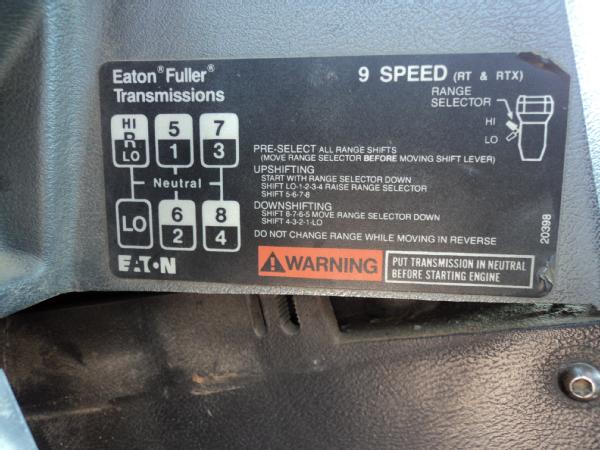 Eaton® Fuller® 9 SPEED (RT & RTX)
Transmissions
RANGE
SELECTOR
HI
LO
HI 5 7
R
LO 1 3
Neutral
LO 6 8
2 4
PRE-SELECT ALL RANGE SHIFTS
(MOVE RANGE SELECTOR BEFORE MOVING SHIFT LEVER)
UPSHIFTING
START WITH RANGE SELECTOR DOWN
SHIFT LO-1-2-3-4 RAISE RANGE SELECTOR
SHIFT 5-6-7-8
DOWNSHIFTING
SHIFT 8-7-6-5 MOVE RANGE SELECTOR DOWN
SHIFT 4-3-2-1-LO
DO NOT CHANGE RANGE WHILE MOVING IN REVERSE
20398
EATON
WARNING
PUT TRANSMISSION IN NEUTRAL
BEFORE STARTING ENGINE